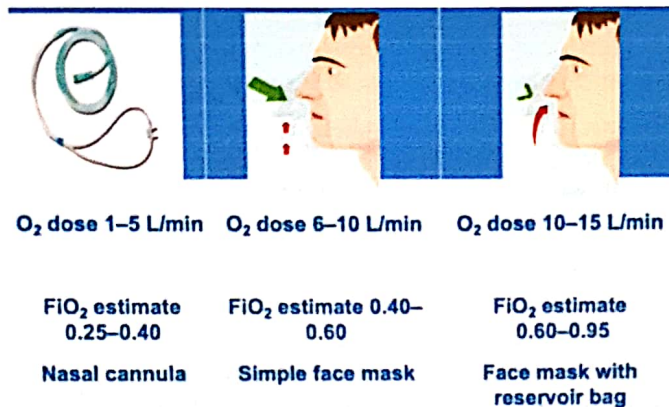 O₂ dose 1–5 L/min
O₂ dose 6–10 L/min
O₂ dose 10–15 L/min
FiO₂ estimate
0.25–0.40
FiO₂ estimate 0.40–
0.60
FiO₂ estimate
0.60–0.95
Nasal cannula
Simple face mask
Face mask with
reservoir bag